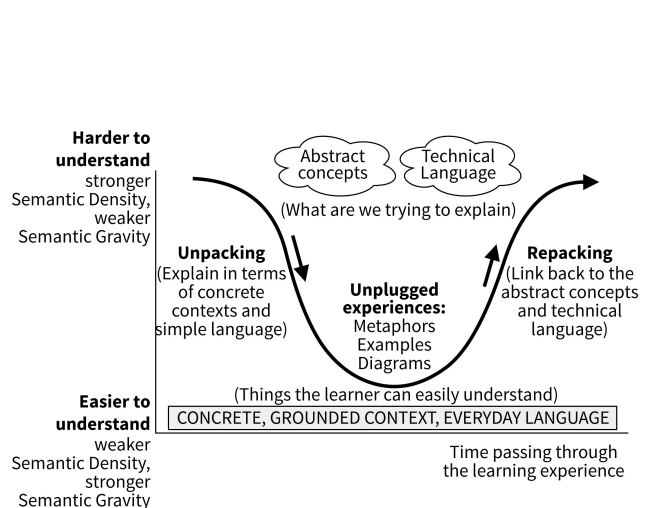 Harder to
understand
stronger
Semantic Density,
weaker
Semantic Gravity
Abstract
concepts
Technical
Language
(What are we trying to explain)
Unpacking
(Explain in terms
of concrete
contexts and
simple language)
Unplugged
experiences:
Metaphors
Examples
Diagrams
Repacking
(Link back to the
abstract concepts
and technical
language)
(Things the learner can easily understand)
CONCRETE, GROUNDED CONTEXT, EVERYDAY LANGUAGE
Easier to
understand
weaker
Semantic Density,
stronger
Semantic Gravity
Time passing through
the learning experience